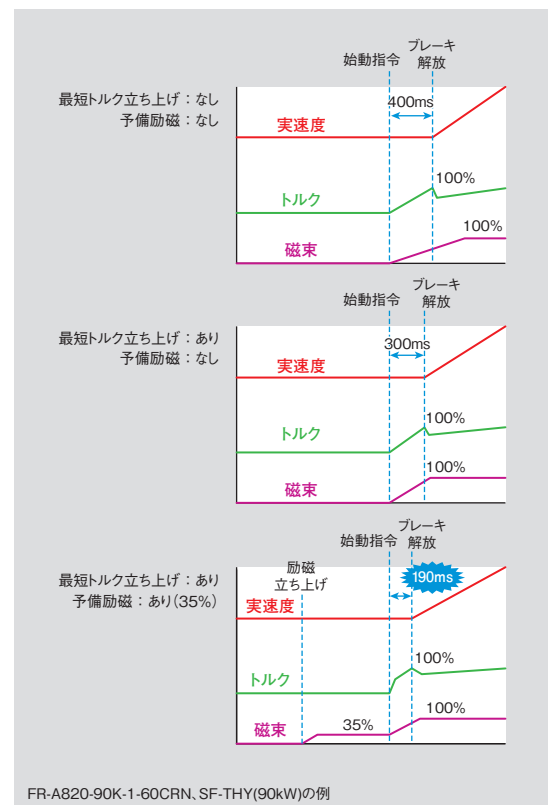 ブレーキ
始動指令 解放
最短トルク立ち上げ：なし
予備励磁：なし
400ms
実速度
100%
トルク
100%
磁束
ブレーキ
始動指令 解放
最短トルク立ち上げ：あり
予備励磁：なし
300ms
実速度
100%
トルク
100%
磁束
ブレーキ
始動指令 解放
励磁
立ち上げ
最短トルク立ち上げ：あり
予備励磁：あり（35%）
190ms
実速度
100%
トルク
100%
35%
磁束
FR-A820-90K-1-60CRN、SF-THY(90kW)の例